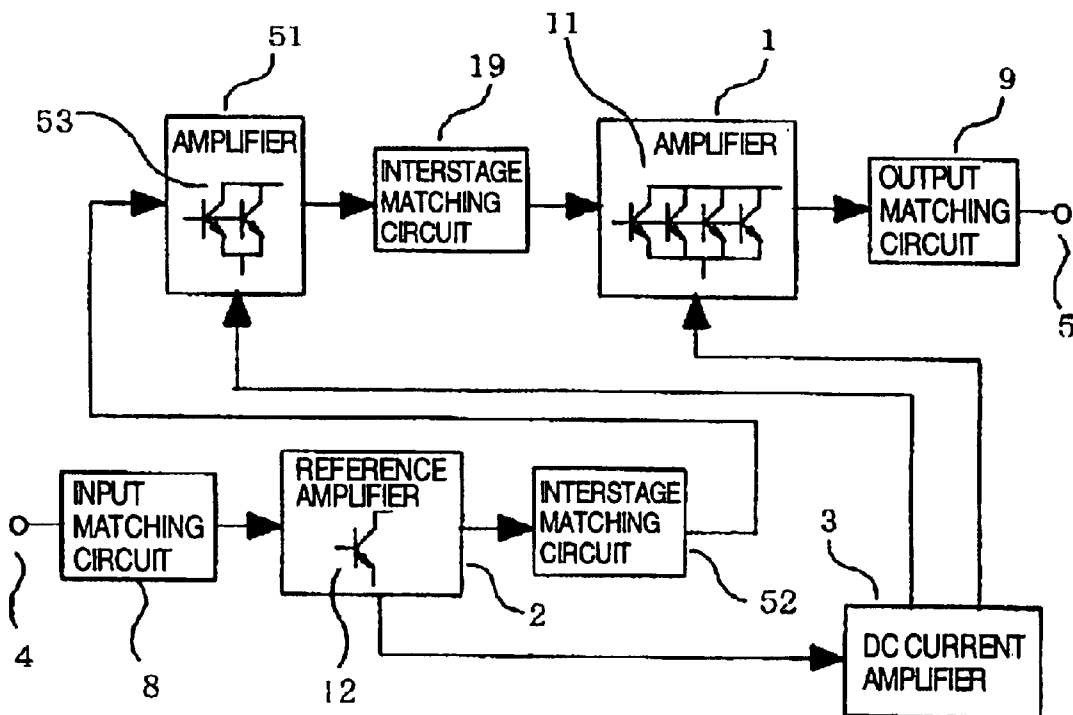 51
19
11
1
9
53
AMPLIFIER
INTERSTAGE
MATCHING
CIRCUIT
AMPLIFIER
OUTPUT
MATCHING
CIRCUIT
5
INPUT
MATCHING
CIRCUIT
REFERENCE
AMPLIFIER
INTERSTAGE
MATCHING
CIRCUIT
3
4
8
12
2
52
DC CURRENT
AMPLIFIER